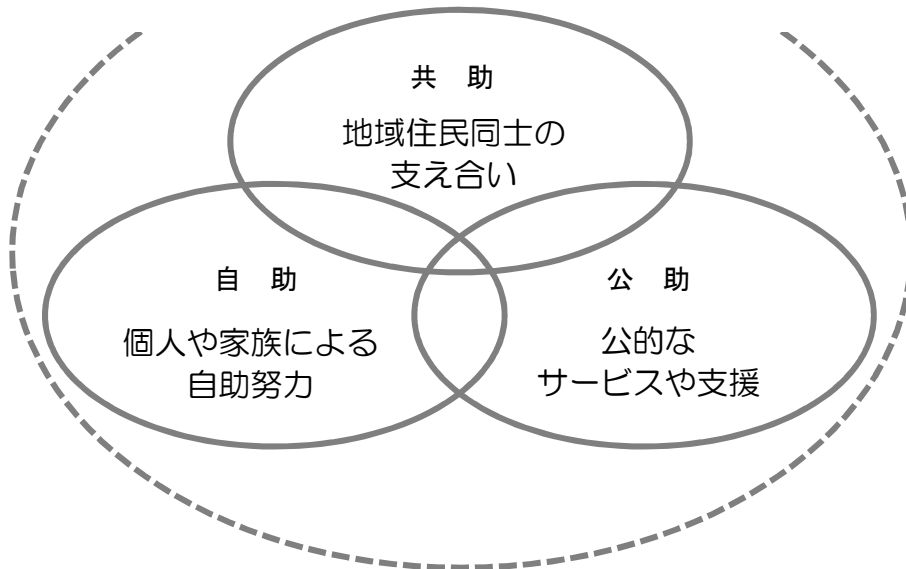 共　助
地域住民同士の
支え合い
自　助
個人や家族による
自助努力
公　助
公的な
サービスや支援